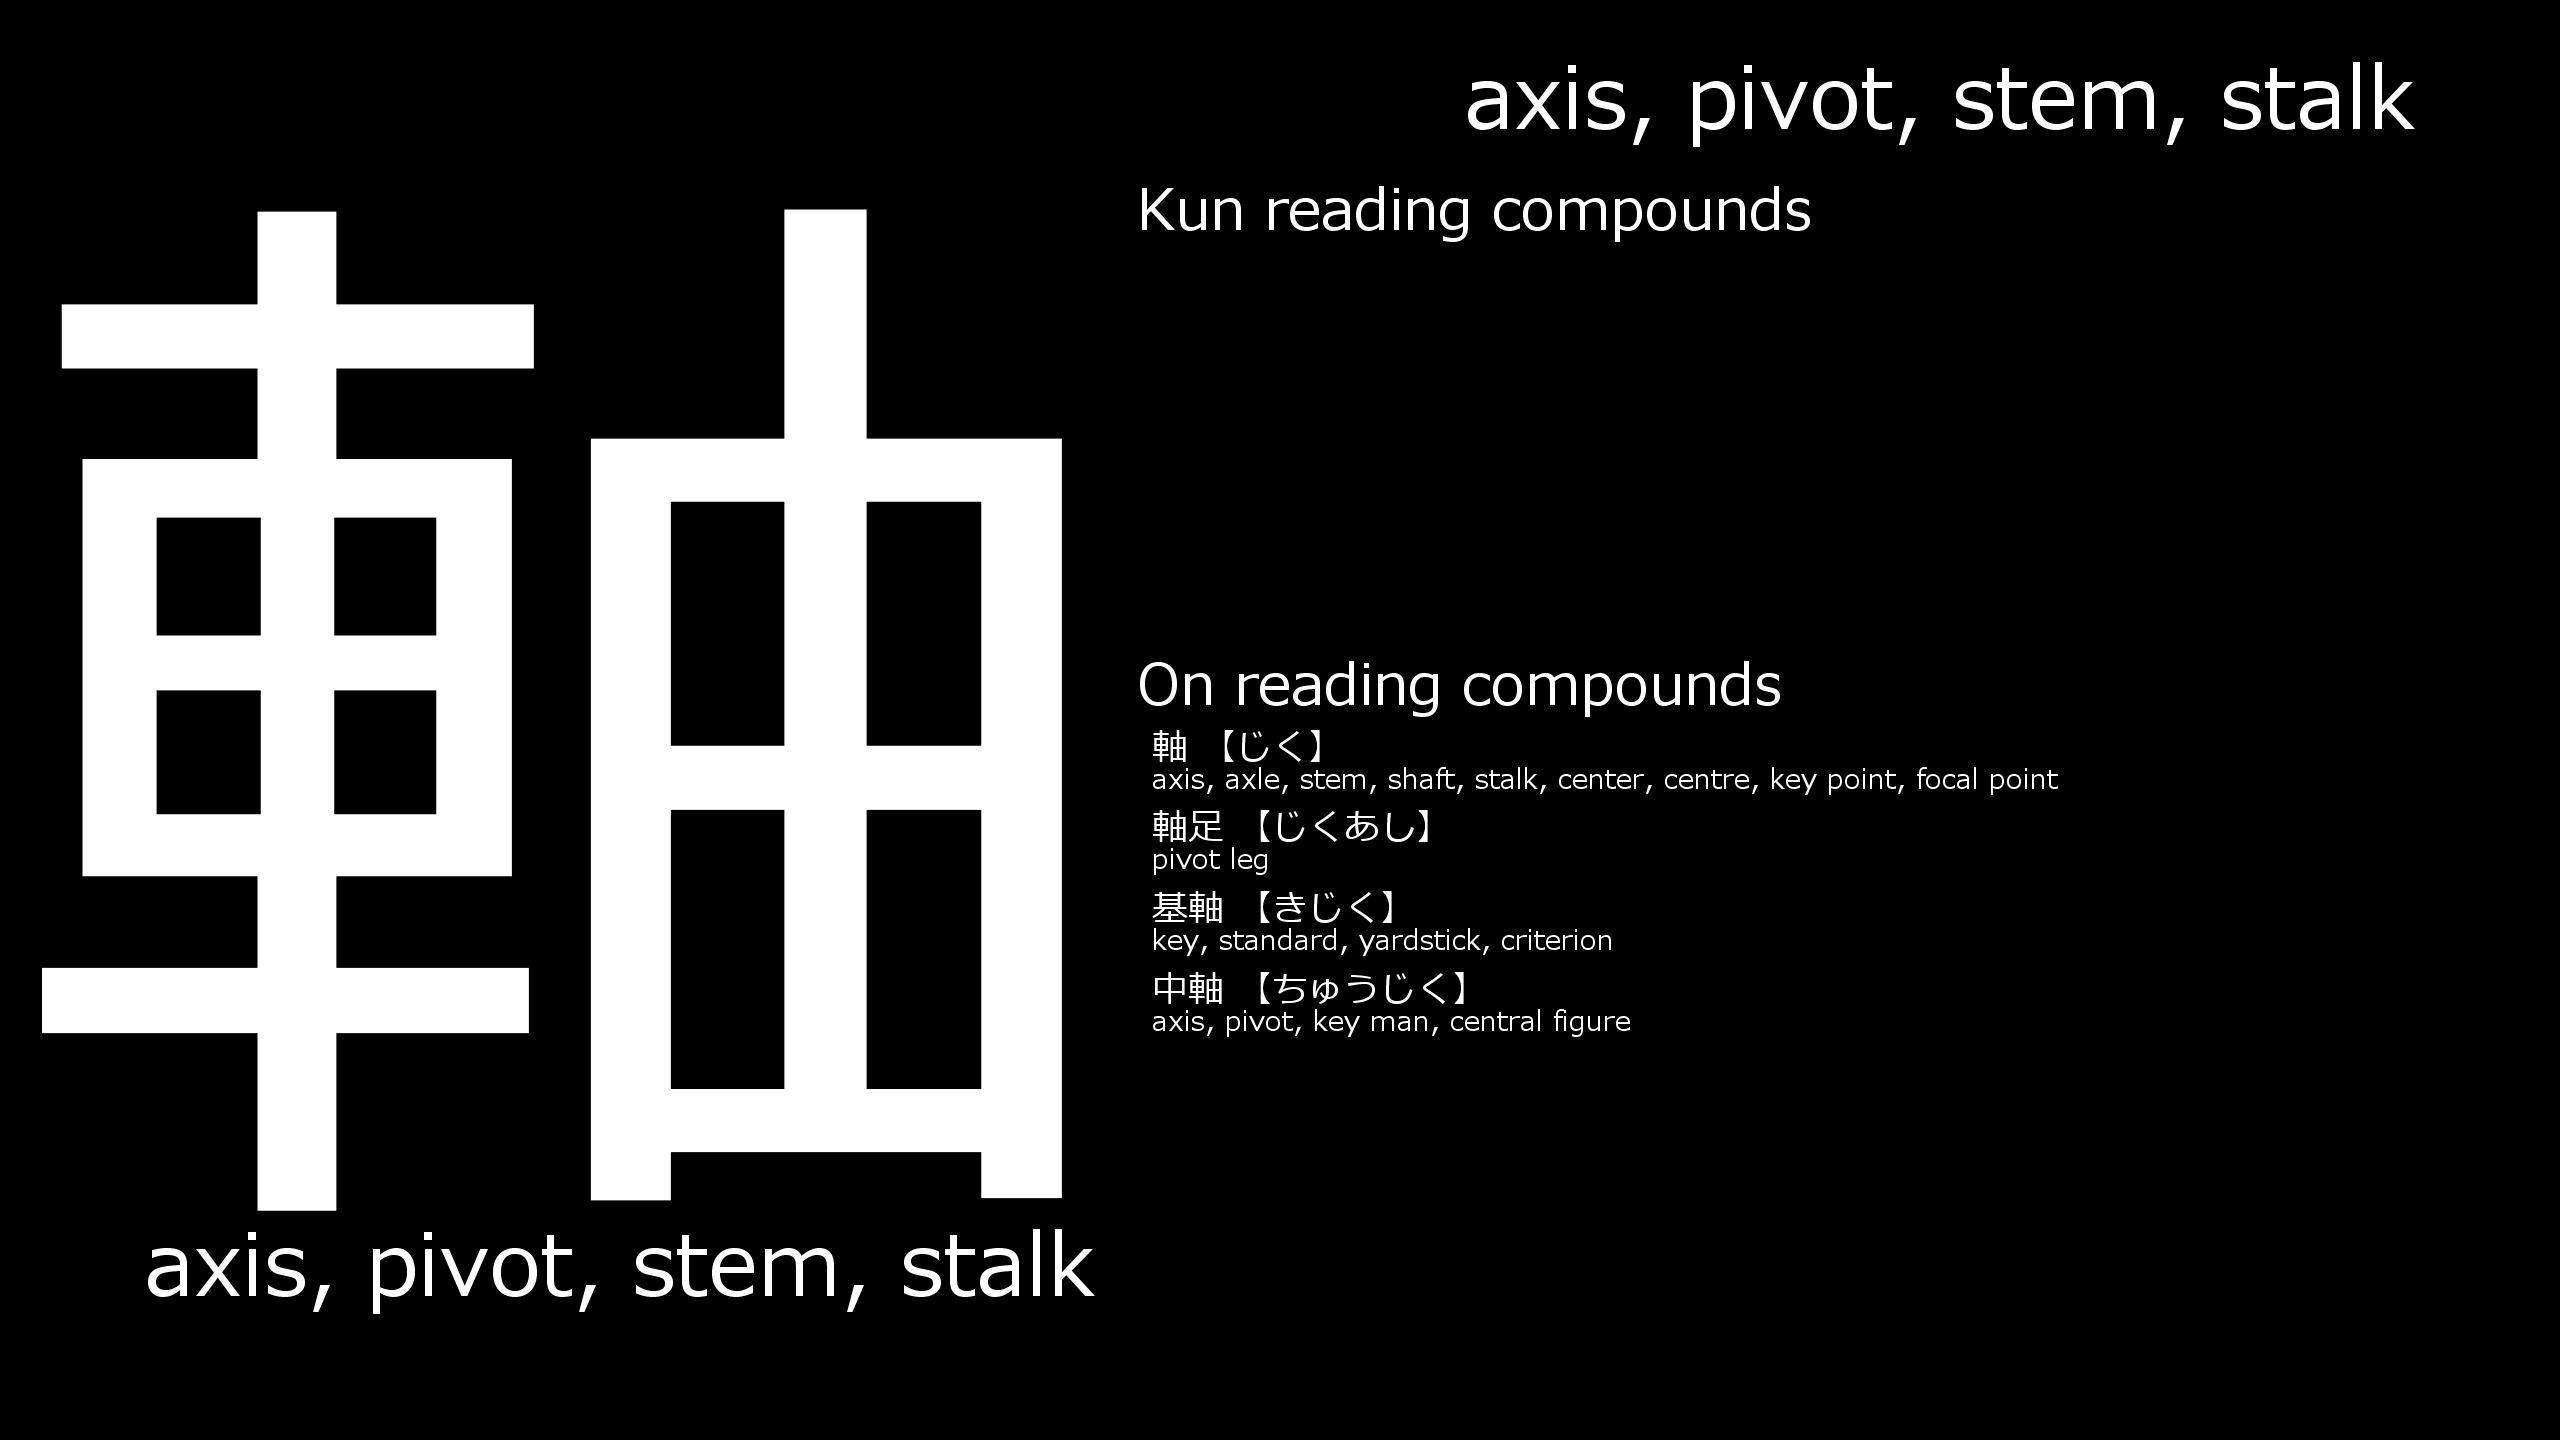 軸
axis, pivot, stem, stalk
axis, pivot, stem, stalk
Kun reading compounds
On reading compounds
軸 【じく】
axis, axle, stem, shaft, stalk, center, centre, key point, focal point
軸足 【じくあし】
pivot leg
基軸 【きじく】
key, standard, yardstick, criterion
中軸 【ちゅうじく】
axis, pivot, key man, central figure